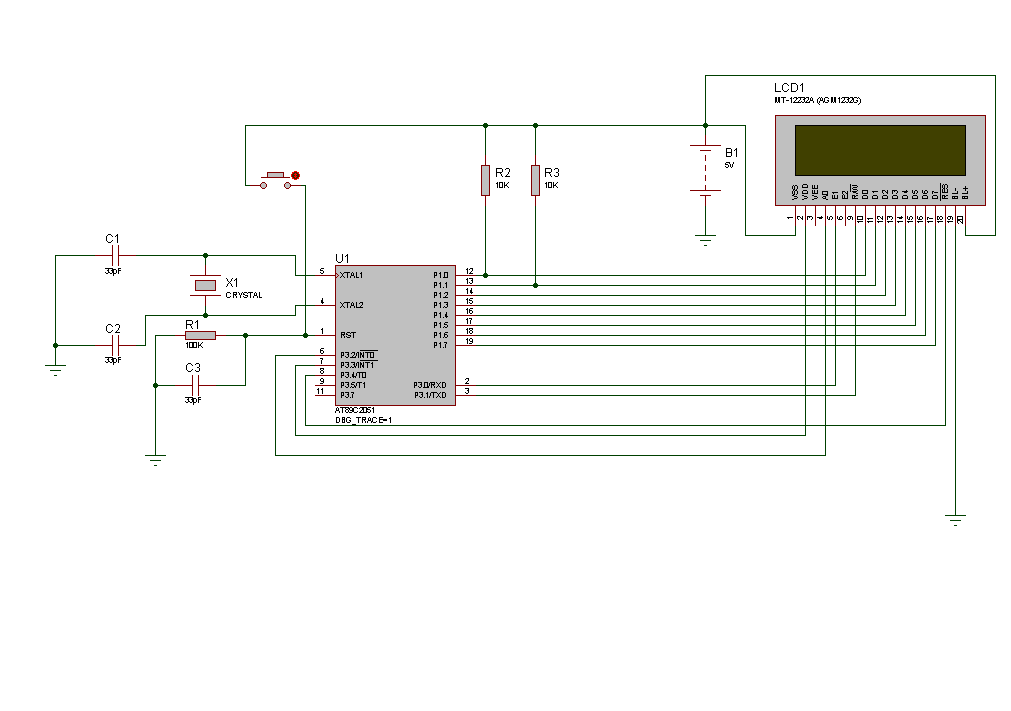 LCD1
MT-12232A (AGM1232G)
B1
5V
R2
10K
R3
10K
VSS
VDD
VEE
A0
E1
E2
R/W
D0
D1
D2
D3
D4
D5
D6
D7
RES
BL-
BL+
1
2
3
4
5
6
9
10
11
12
13
14
15
16
17
18
19
20
C1
33pF
X1
CRYSTAL
C2
33pF
R1
100K
C3
33pF
U1
5 XTAL1
4 XTAL2
1 RST
6 P3.2/INT0
7 P3.3/INT1
8 P3.4/T0
9 P3.5/T1
11 P3.7
P1.0 12
P1.1 13
P1.2 14
P1.3 15
P1.4 16
P1.5 17
P1.6 18
P1.7 19
P3.0/RXD 2
P3.1/TXD 3
AT89C2051
DBG_TRACE=1